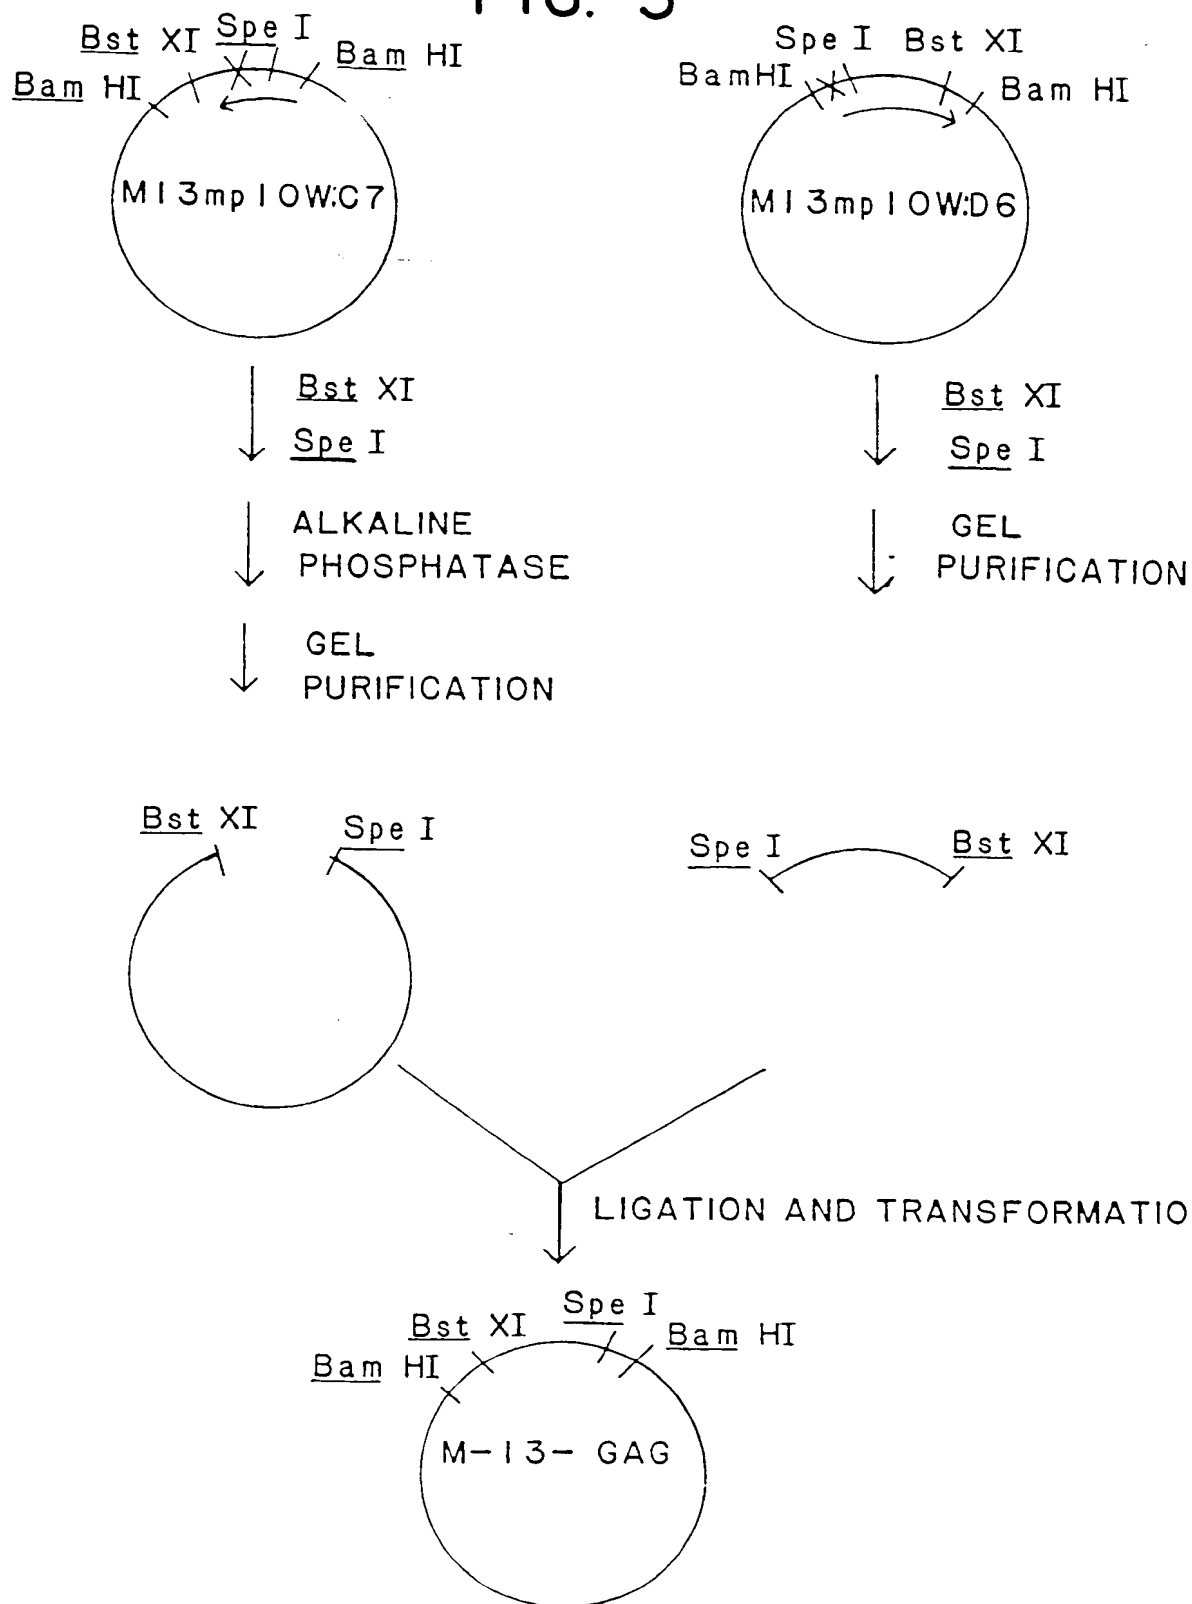 FIG. 5
Bst XI
Spe I
Bam HI
Bam HI
M13mp10W:C7
Spe I
Bst XI
BamHI
Bam HI
M13mp10W:D6
Bst XI
Spe I
ALKALINE
PHOSPHATASE
GEL
PURIFICATION
Bst XI
Spe I
GEL
PURIFICATION
Bst XI
Spe I
Spe I
Bst XI
LIGATION AND TRANSFORMATIO
Spe I
Bst XI
Bam HI
Bam HI
M-13- GAG